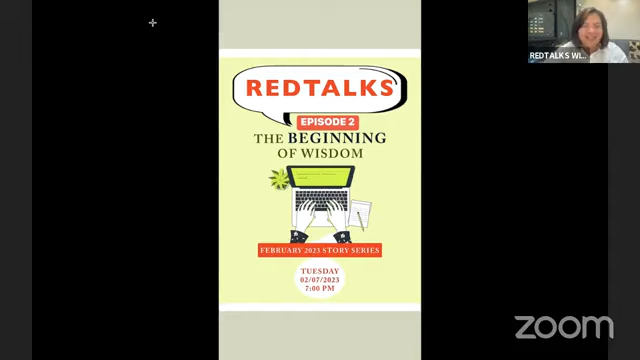 REDTALKS WI...
REDTALKS
EPISODE 2
THE BEGINNING
OF WISDOM
FEBRUARY 2023 STORY SERIES
TUESDAY
02/07/2023
7:00 PM
zoom